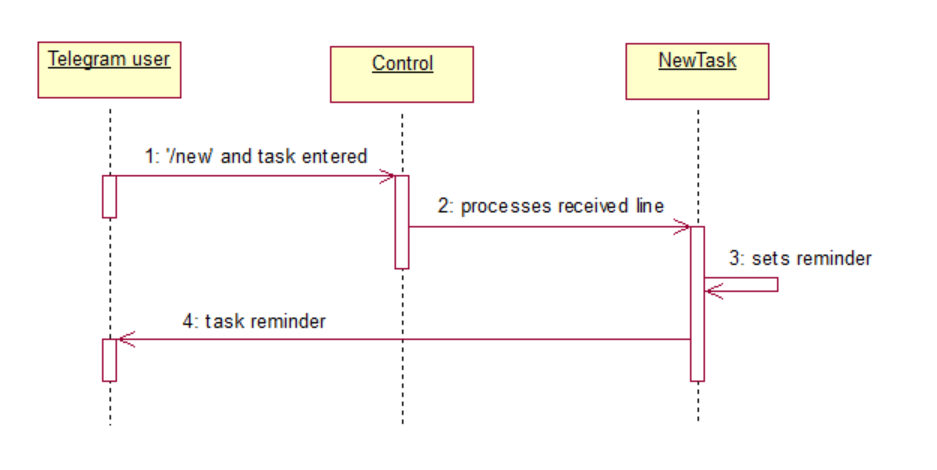 Telegram user
Control
NewTask
1: '/new' and task entered
2: processes received line
3: sets reminder
4: task reminder